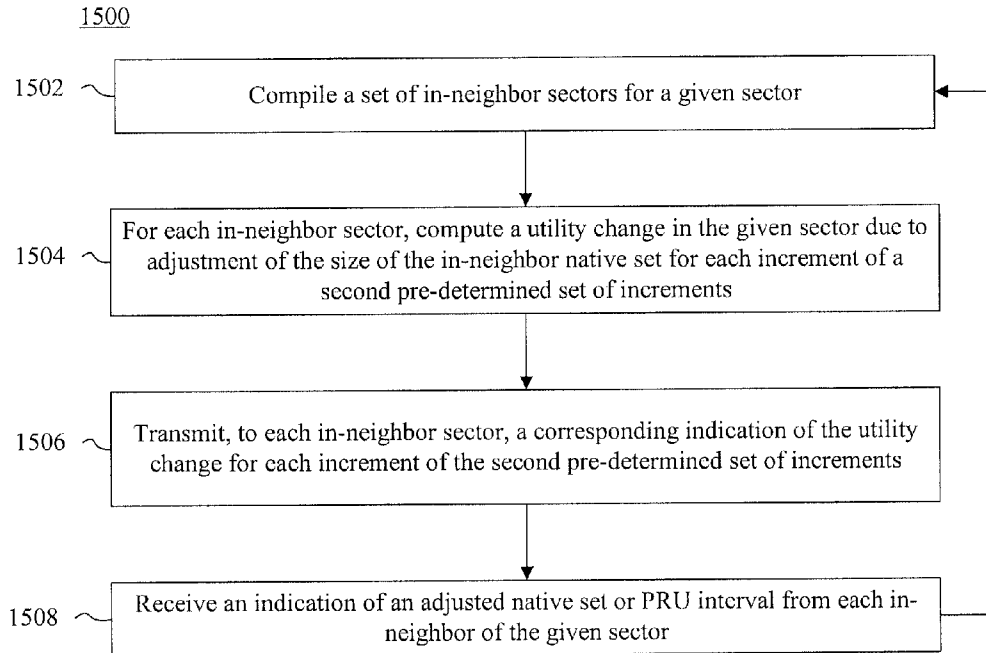 1500
1502
Compile a set of in-neighbor sectors for a given sector
1504
For each in-neighbor sector, compute a utility change in the given sector due to
adjustment of the size of the in-neighbor native set for each increment of a
second pre-determined set of increments
1506
Transmit, to each in-neighbor sector, a corresponding indication of the utility
change for each increment of the second pre-determined set of increments
1508
Receive an indication of an adjusted native set or PRU interval from each in-
neighbor of the given sector